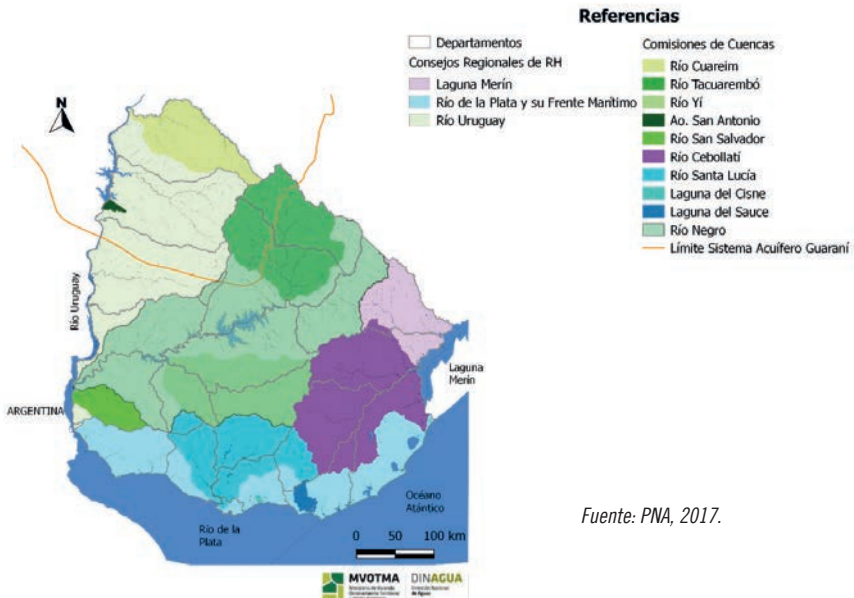 Referencias
Departamentos
Consejos Regionales de RH
Laguna Merín
Río de la Plata y su Frente Marítimo
Río Uruguay
Comisiones de Cuencas
Río Cuareim
Río Tacuarembó
Río Yí
Ao. San Antonio
Río San Salvador
Río Cebollatí
Río Santa Lucía
Laguna del Cisne
Laguna del Sauce
Río Negro
Límite Sistema Acuífero Guaraní
N
Río Uruguay
ARGENTINA
Laguna
Merín
Océano
Atántico
Río de la
Plata
0 50 100 km
Fuente: PNA, 2017.
MVOTMA
DINAGUA